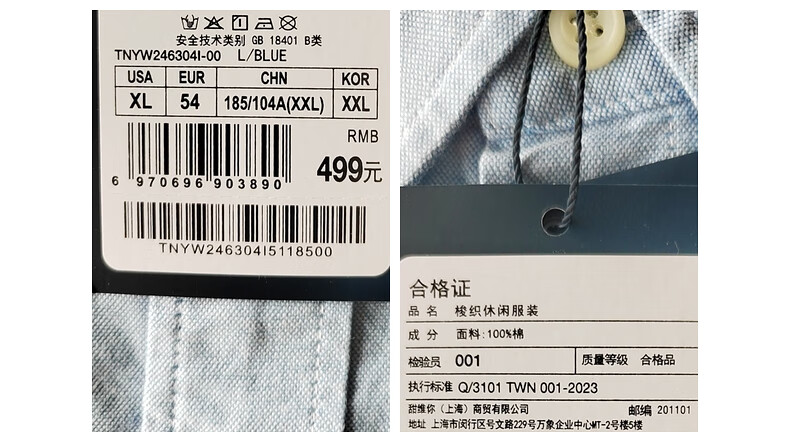 安全技术类别 GB 18401 B类
TNYW246304I-00 L/BLUE
USA EUR CHN KOR
XL 54 185/104A(XXL) XXL
RMB
499元
6 970696 903890
TNYW246304I5118500
合格证
品 名 梭织休闲服装
成 分 面料:100%棉
检验员 001 质量等级 合格品
执行标准 Q/3101 TWN 001-2023
甜维你（上海）商贸有限公司 邮编 201101
地址 上海市闵行区号文路229号万象企业中心MT-2号楼5楼